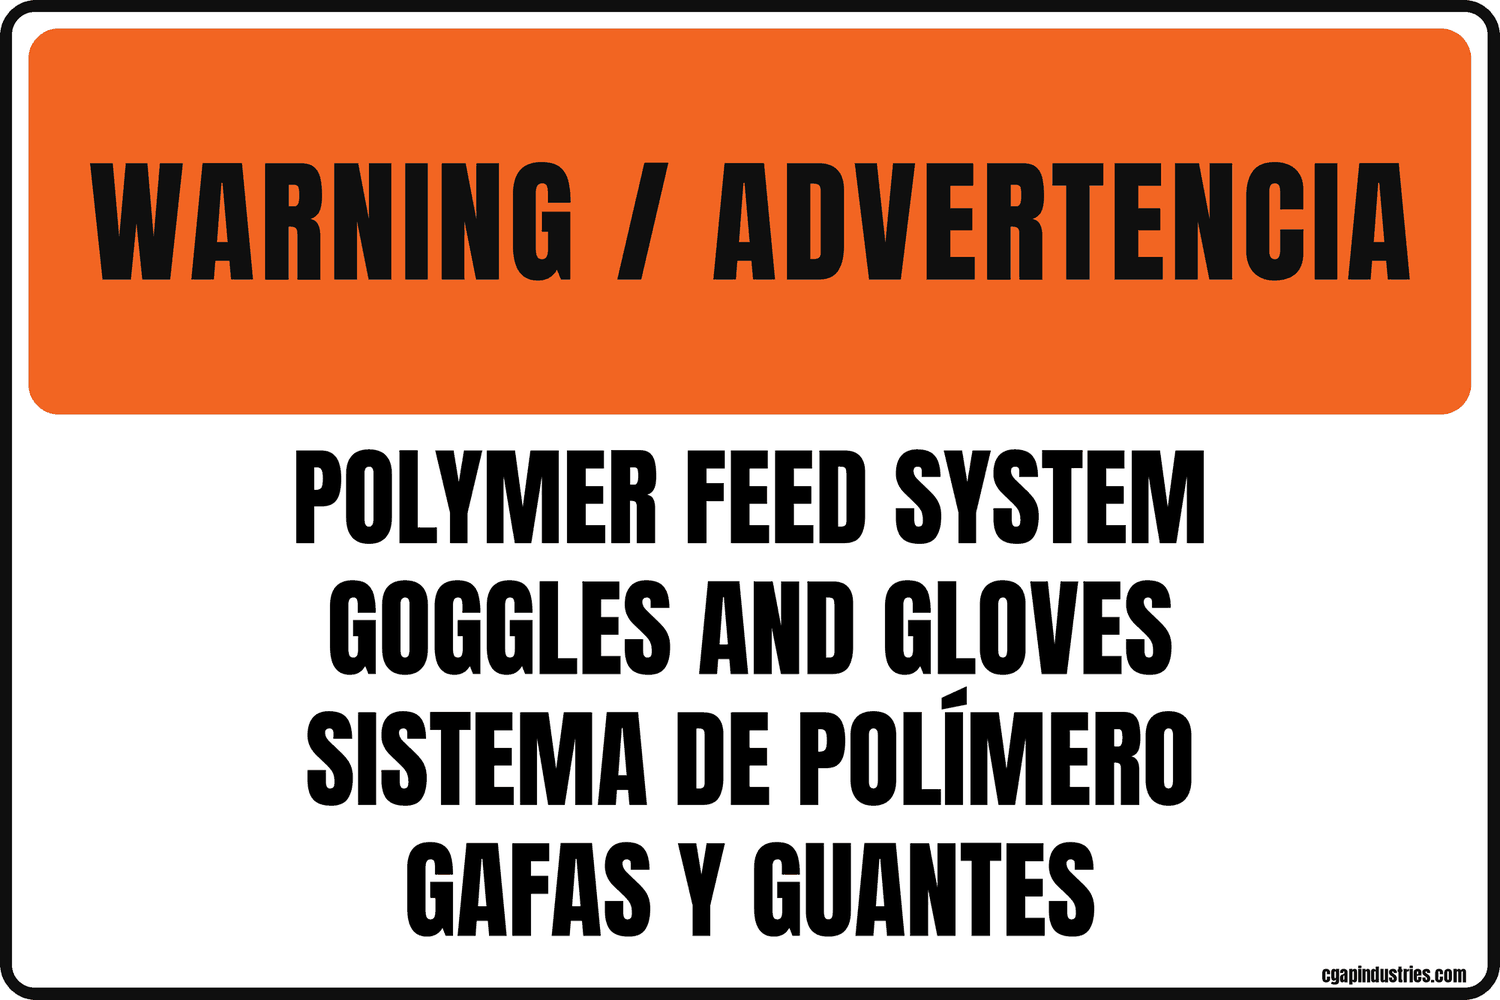 WARNING / ADVERTENCIA
POLYMER FEED SYSTEM
GOGGLES AND GLOVES
SISTEMA DE POLÍMERO
GAFAS Y GUANTES
cgapindustries.com